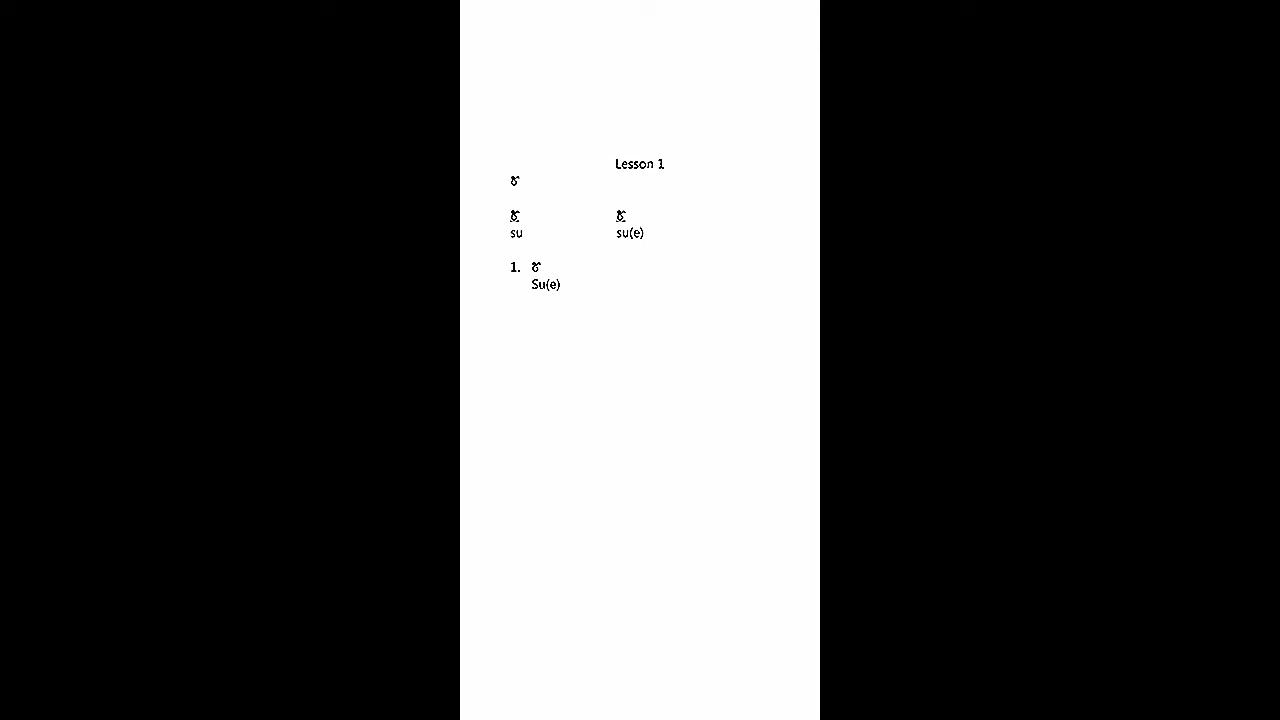 Lesson 1
Ꮡ
Ꮡ Ꮡ
su su(e)
1. Ꮡ
Su(e)